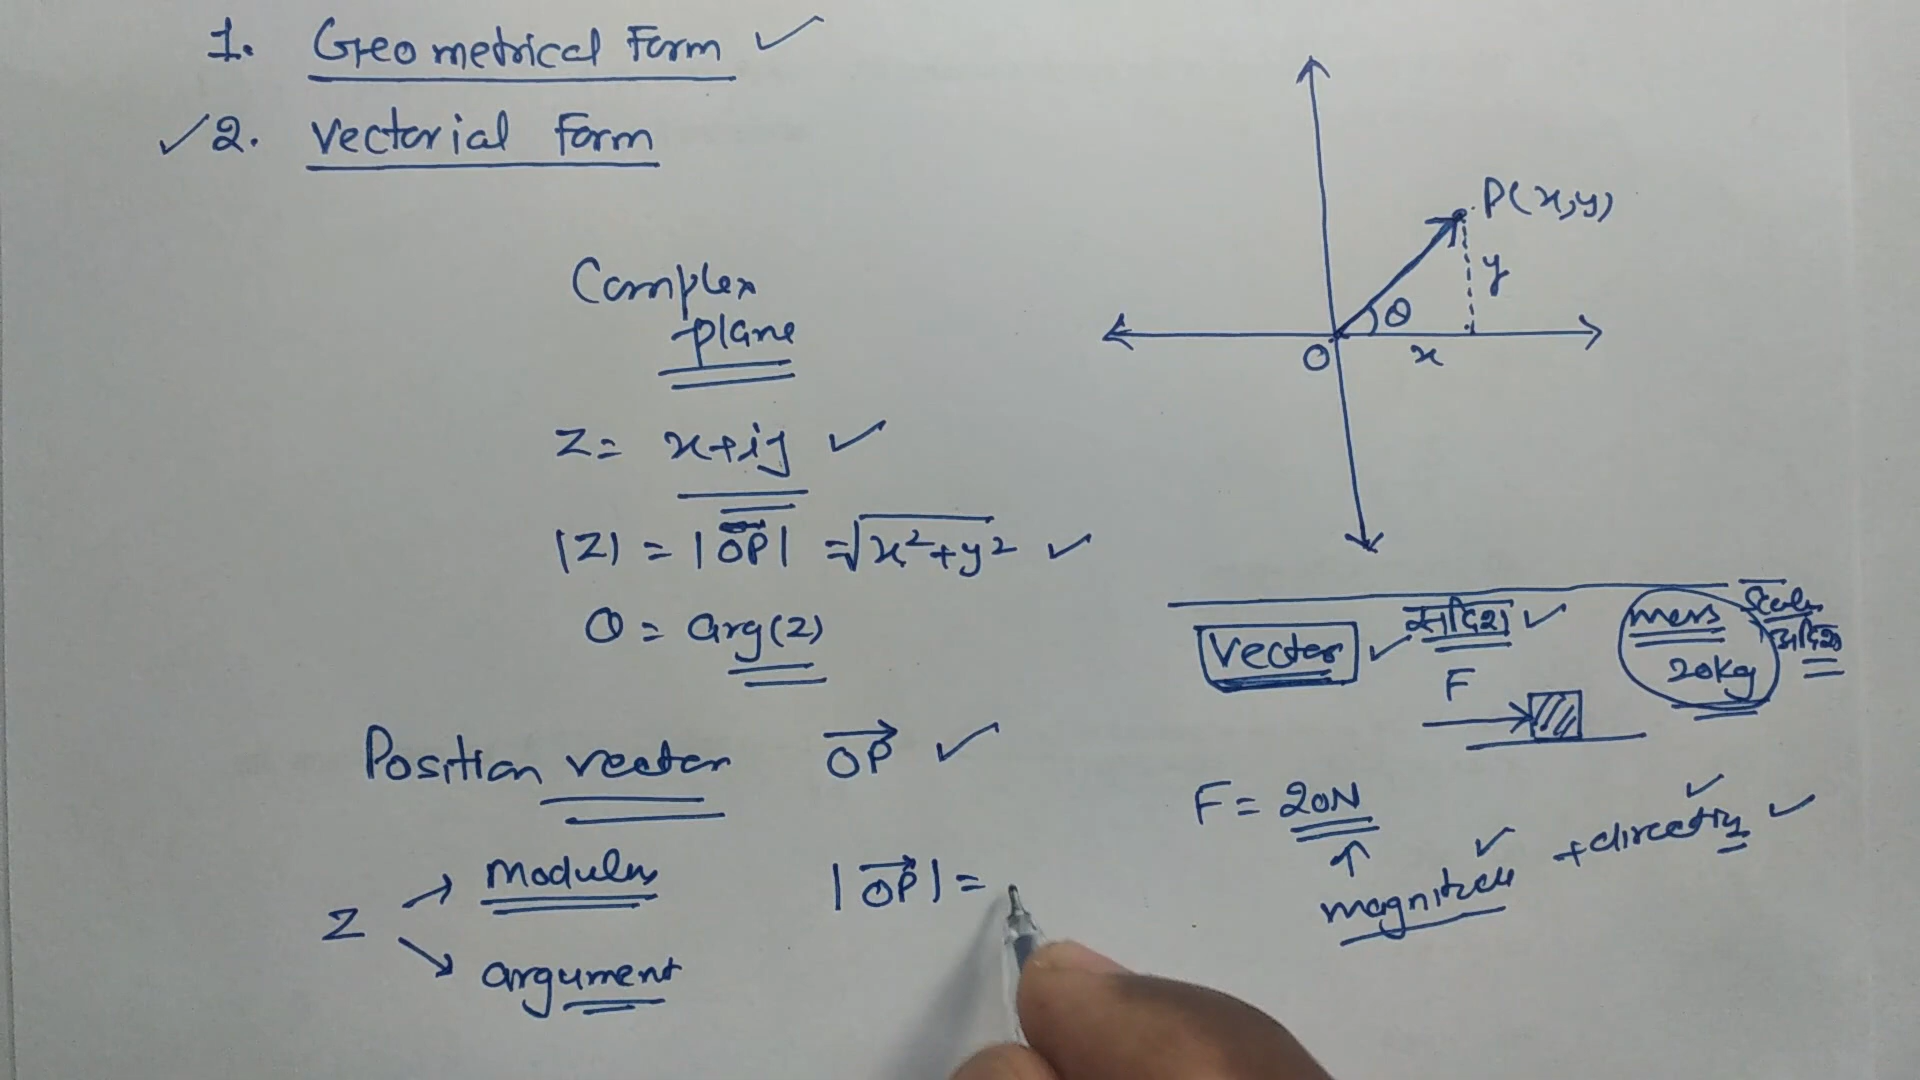 1. Geometrical Form ✓
✓ 2. Vectorial Form
P(x,y)
y
θ
O
x
Complex
plane
Z = x+iy ✓
|Z| = |OP| = √x²+y² ✓
θ = arg(z)
Vector ✓ सदिश ✓
mass
20kg
अदिश
F
Position vector OP ✓
F = 20N
magnitude ✓ + direction ✓
Z → Modulus
→ argument
|OP| =